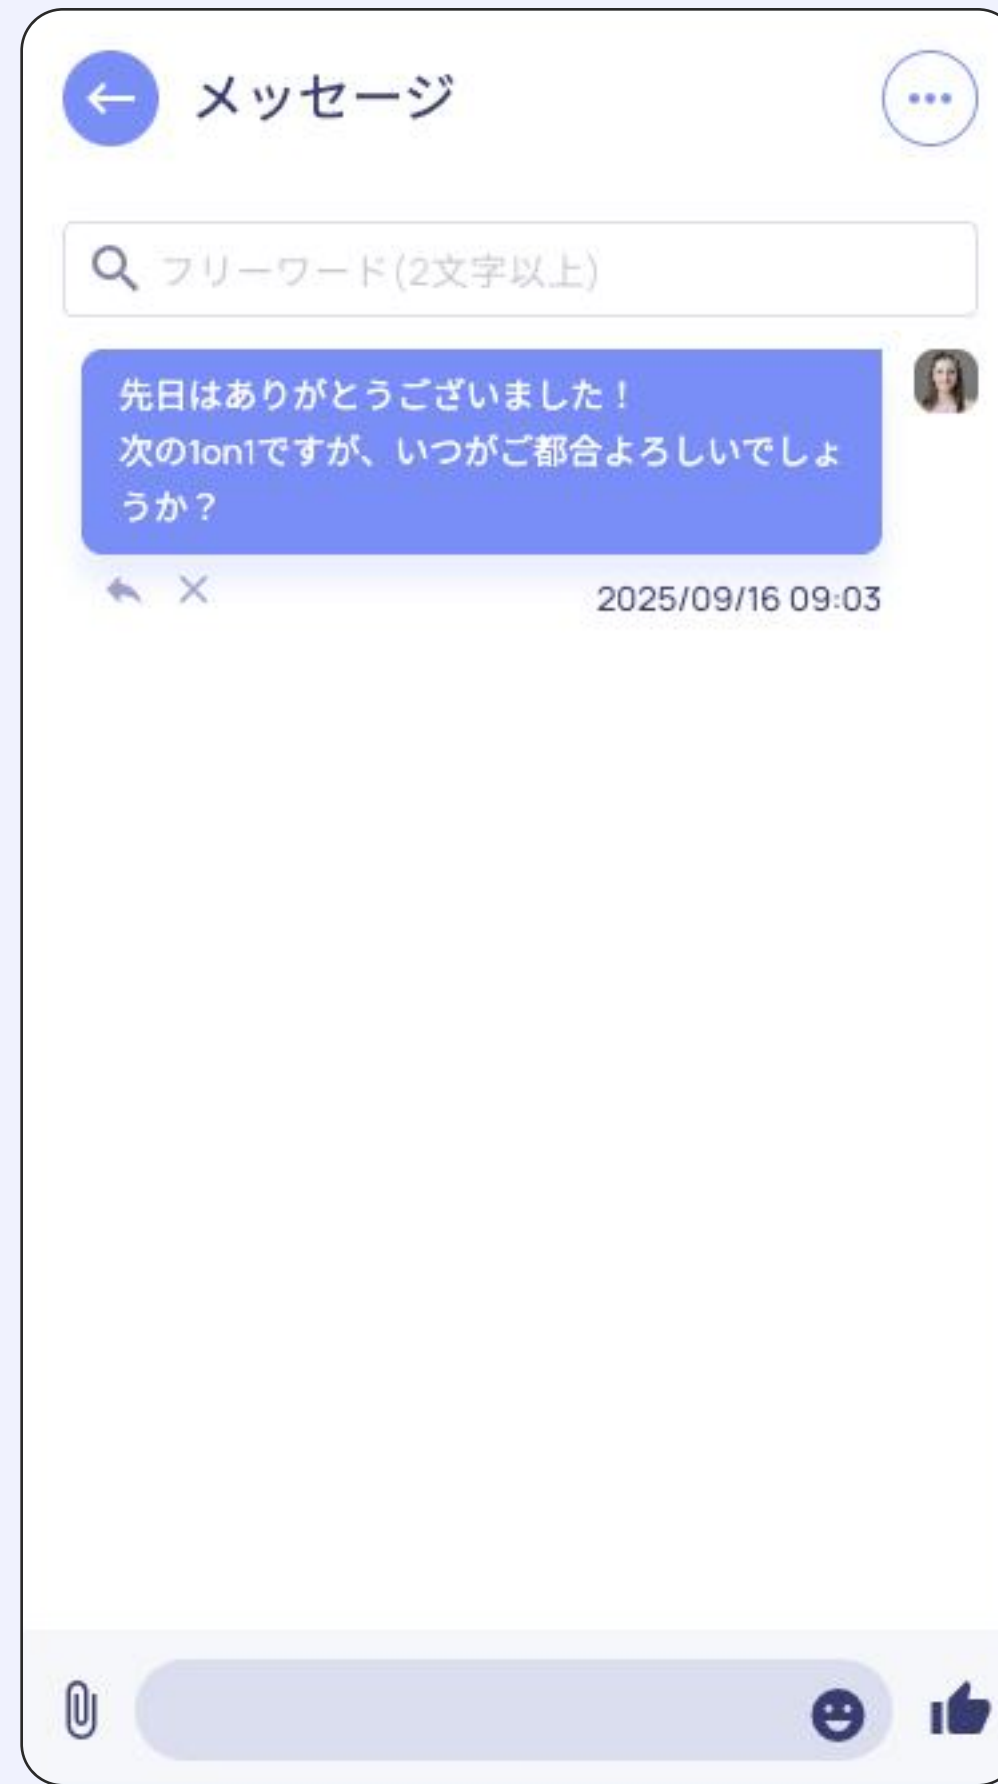 メッセージ
フリーワード(2文字以上)
先日はありがとうございました！
次の1on1ですが、いつがご都合よろしいでしょ
うか？
2025/09/16 09:03